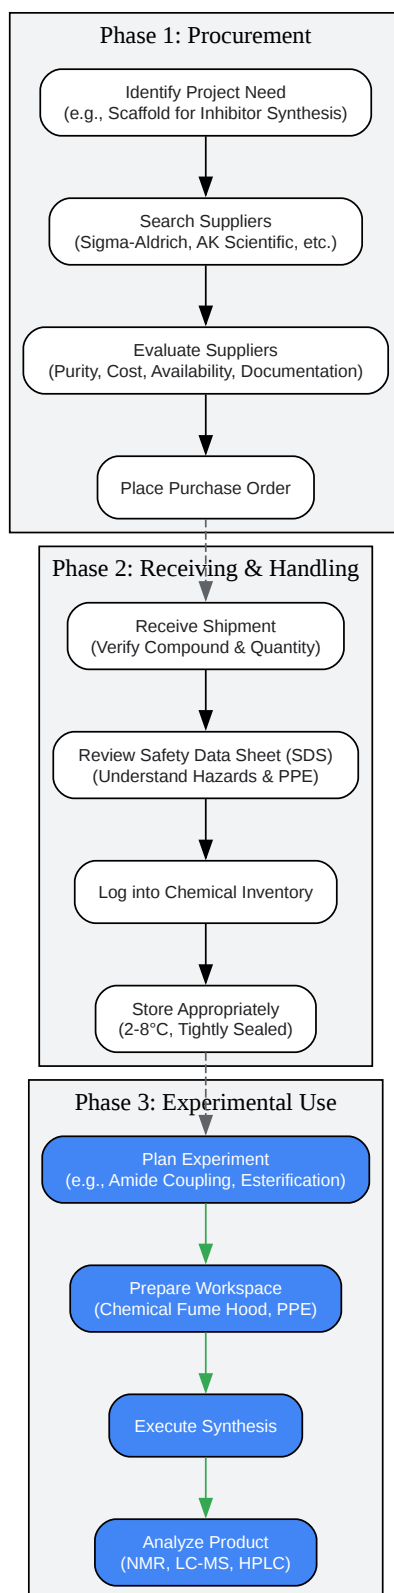 Phase 1: Procurement
Identify Project Need
(e.g., Scaffold for Inhibitor Synthesis)
Search Suppliers
(Sigma-Aldrich, AK Scientific, etc.)
Evaluate Suppliers
(Purity, Cost, Availability, Documentation)
Place Purchase Order
Phase 2: Receiving & Handling
Receive Shipment
(Verify Compound & Quantity)
Review Safety Data Sheet (SDS)
(Understand Hazards & PPE)
Log into Chemical Inventory
Store Appropriately
(2-8°C, Tightly Sealed)
Phase 3: Experimental Use
Plan Experiment
(e.g., Amide Coupling, Esterification)
Prepare Workspace
(Chemical Fume Hood, PPE)
Execute Synthesis
Analyze Product
(NMR, LC-MS, HPLC)